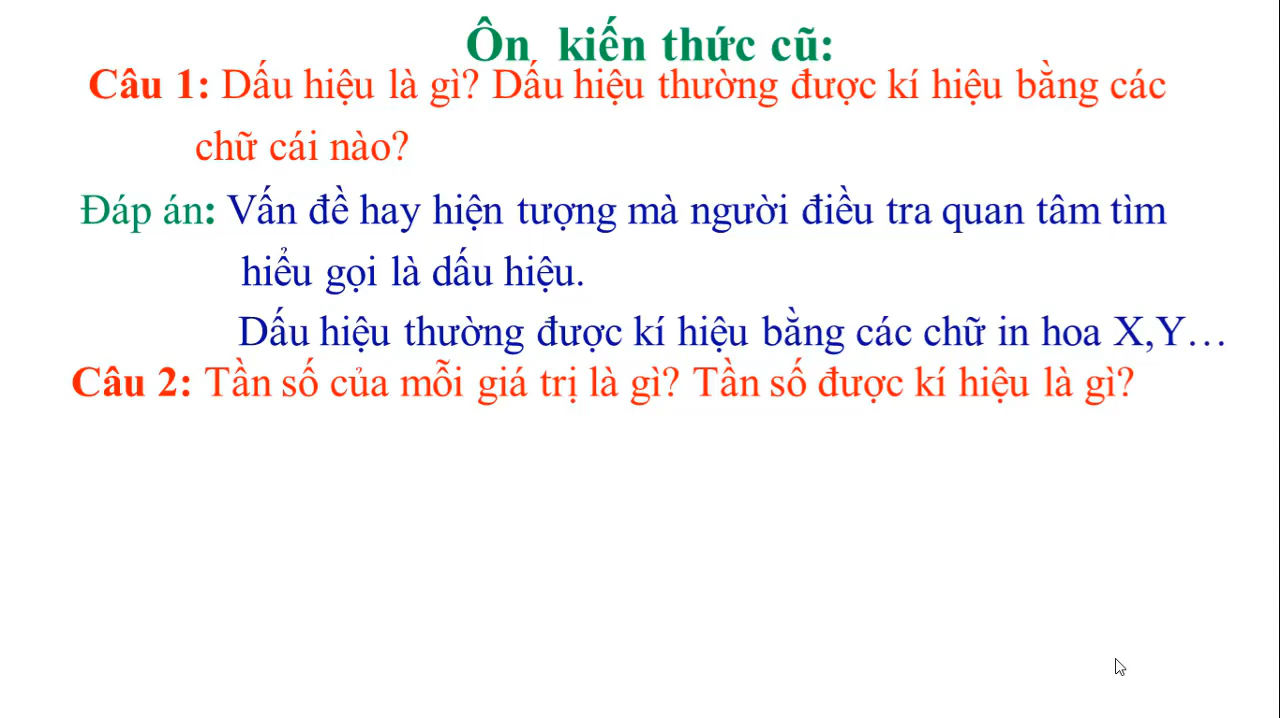 Ôn kiến thức cũ:
Câu 1: Dấu hiệu là gì? Dấu hiệu thường được kí hiệu bằng các
chữ cái nào?
Đáp án: Vấn đề hay hiện tượng mà người điều tra quan tâm tìm
hiểu gọi là dấu hiệu.
Dấu hiệu thường được kí hiệu bằng các chữ in hoa X,Y…
Câu 2: Tần số của mỗi giá trị là gì? Tần số được kí hiệu là gì?